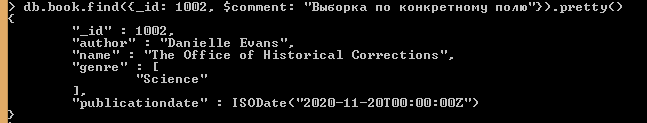 > db.book.find({_id: 1002, $comment: "Выборка по конкретному полю"}).pretty()
{
"_id" : 1002,
"author" : "Danielle Evans",
"name" : "The Office of Historical Corrections",
"genre" : [
"Science"
],
"publicationdate" : ISODate("2020-11-20T00:00:00Z")
}